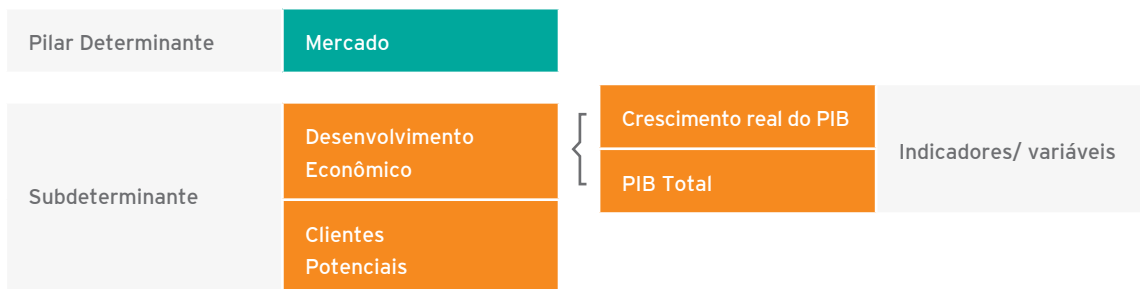 Pilar Determinante
Mercado
Subdeterminante
Desenvolvimento
Econômico
Clientes
Potenciais
Crescimento real do PIB
PIB Total
Indicadores/ variáveis